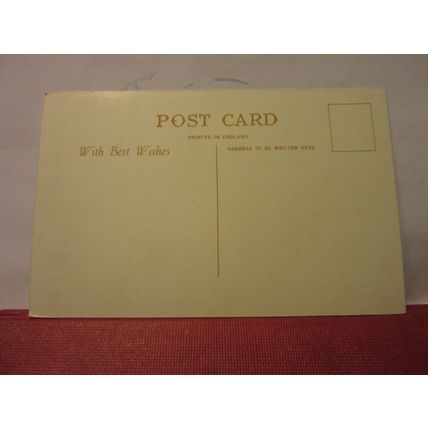 POST CARD
PRINTED IN ENGLAND
With Best Wishes
ADDRESS TO BE WRITTEN HERE